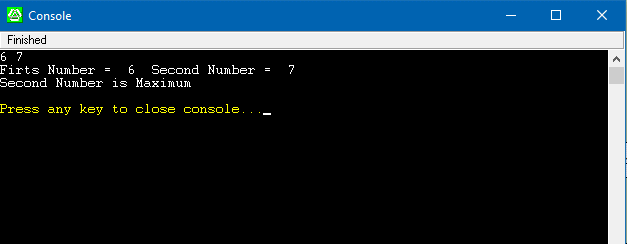 Console
Finished
6 7
Firts Number =  6  Second Number =  7
Second Number is Maximum
Press any key to close console..._